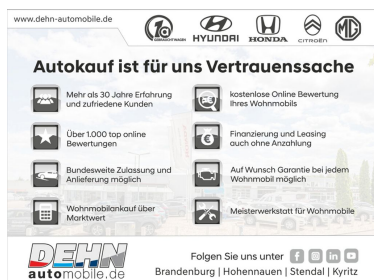 www.dehn-automobile.de
1a
GEBRAUCHTWAGEN
HYUNDAI
HONDA
CITROËN
MG
Autokauf ist für uns Vertrauenssache
Mehr als 30 Jahre Erfahrung
und zufriedene Kunden
kostenlose Online Bewertung
Ihres Wohnmobils
Über 1.000 top online
Bewertungen
Finanzierung und Leasing
auch ohne Anzahlung
Bundesweite Zulassung und
Anlieferung möglich
Auf Wunsch Garantie bei jedem
Wohnmobil möglich
Wohnmobilankauf über
Marktwert
Meisterwerkstatt für Wohnmobile
DEHN
automobile.de
Folgen Sie uns unter
Brandenburg | Hohennauen | Stendal | Kyritz